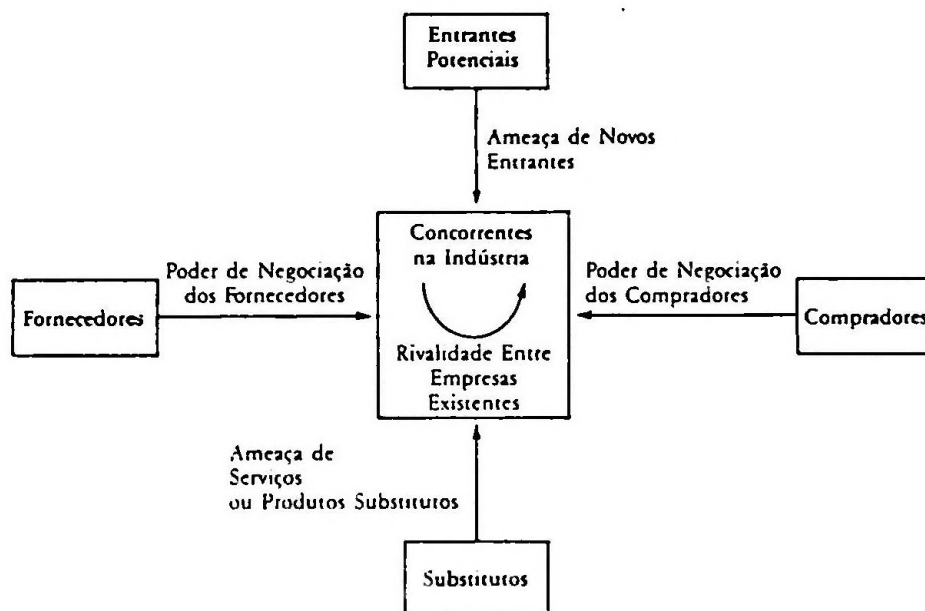 Entrantes
Potenciais
Ameaça de Novos
Entrantes
Concorrentes
na Indústria
Poder de Negociação
dos Fornecedores
Poder de Negociação
dos Compradores
Fornecedores
Compradores
Rivalidade Entre
Empresas
Existentes
Ameaça de
Serviços
ou Produtos Substitutos
Substitutos